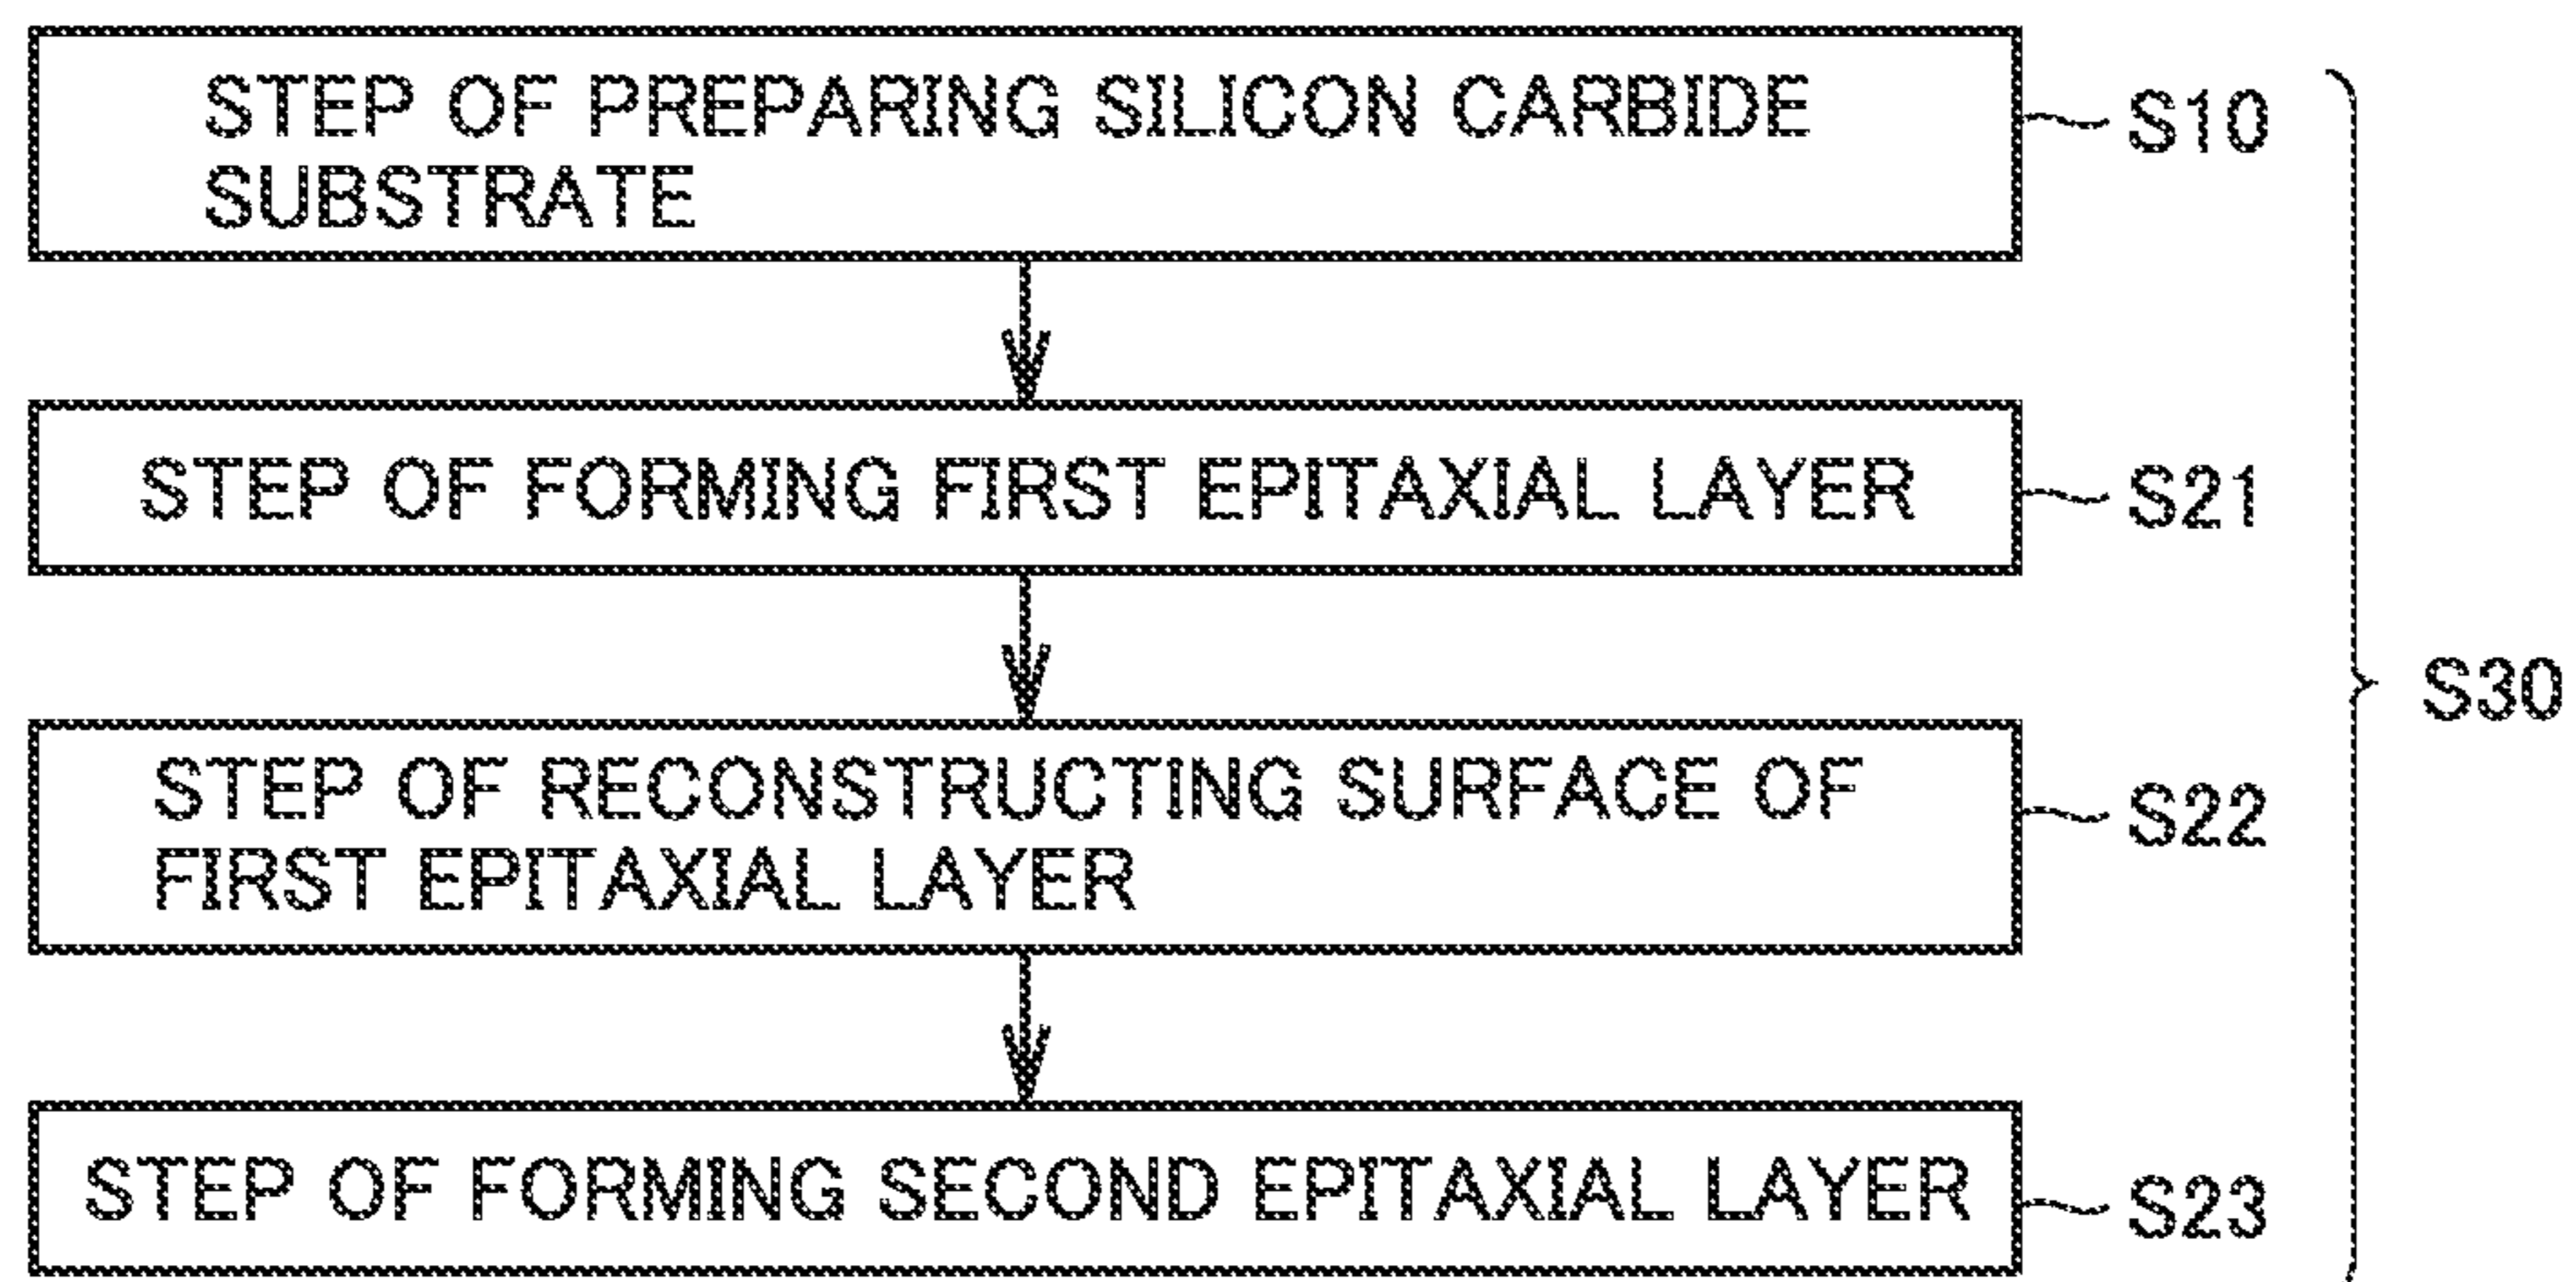 STEP OF PREPARING SILICON CARBIDE
SUBSTRATE
S10
STEP OF FORMING FIRST EPITAXIAL LAYER
S21
STEP OF RECONSTRUCTING SURFACE OF
FIRST EPITAXIAL LAYER
S22
S30
STEP OF FORMING SECOND EPITAXIAL LAYER
S23